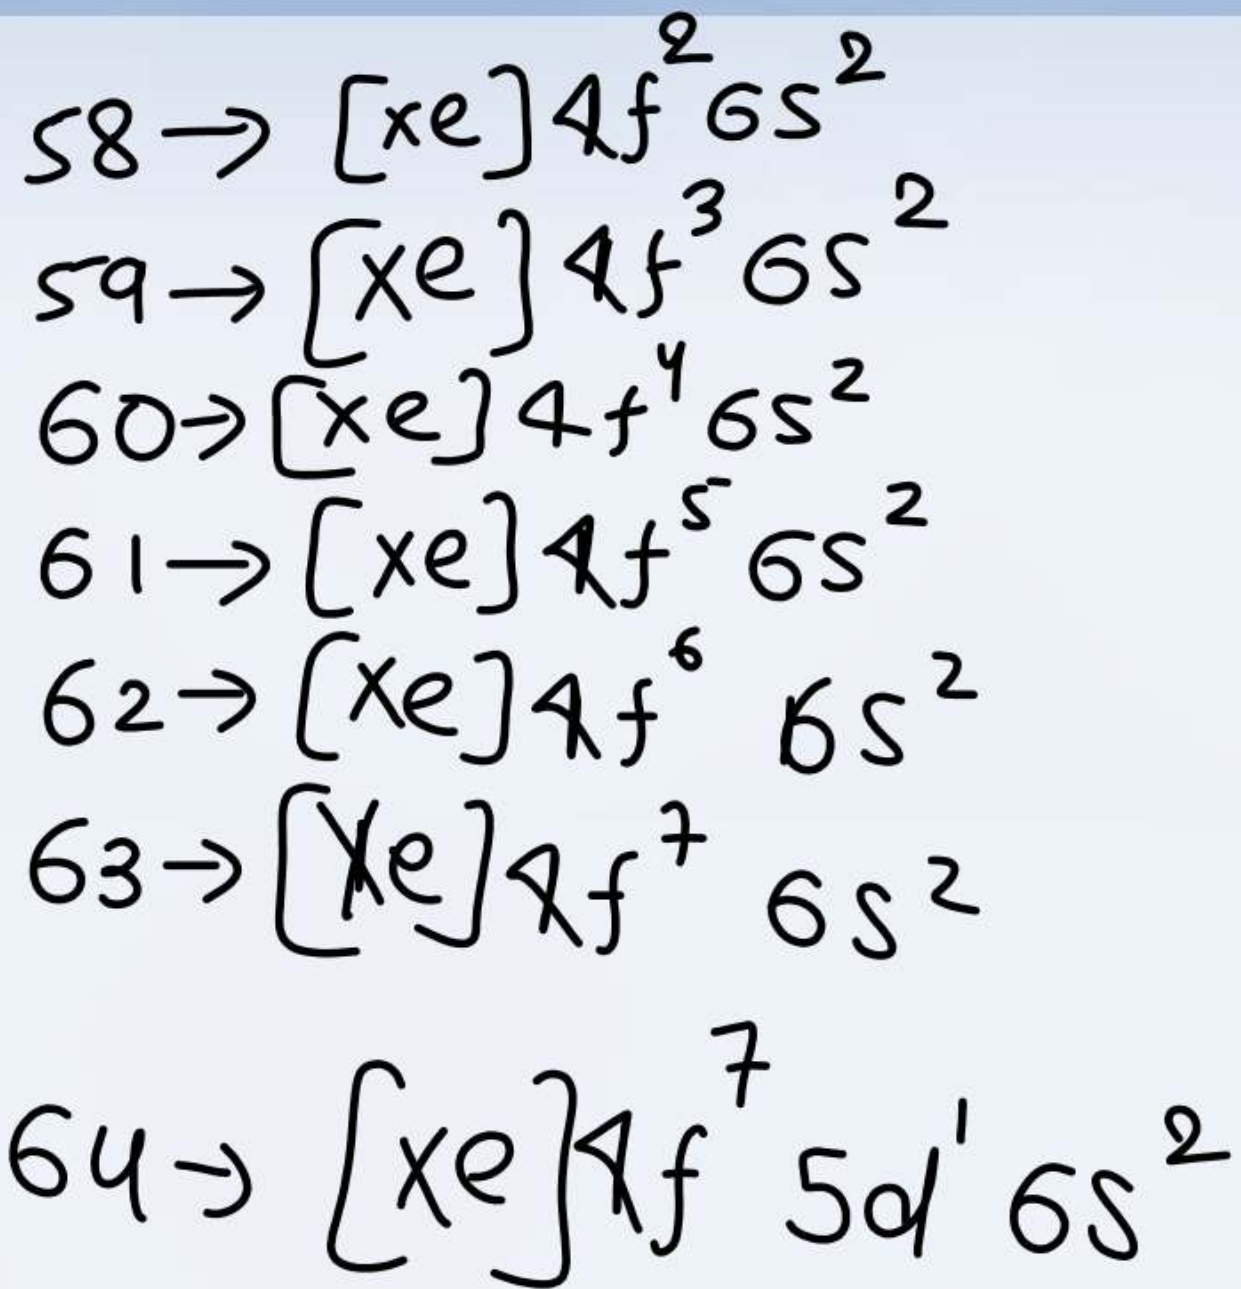 58→ [xe]4f² 6s²
59→ [xe]4f³ 6s²
60→ [xe]4f⁴ 6s²
61→ [xe]4f⁵ 6s²
62→ [xe]4f⁶ 6s²
63→ [Xe]4f⁷ 6s²
64→ [xe]4f⁷ 5d¹ 6s²